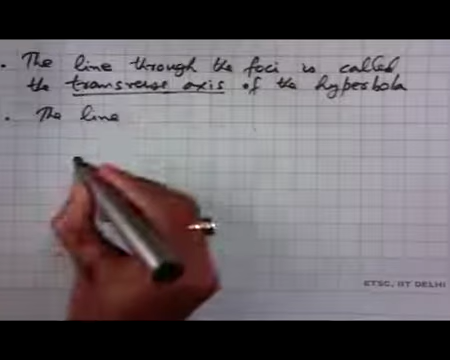 . The line through the foci is called
the transverse axis of the hyperbola
. The line
ETSC, IIT DELHI